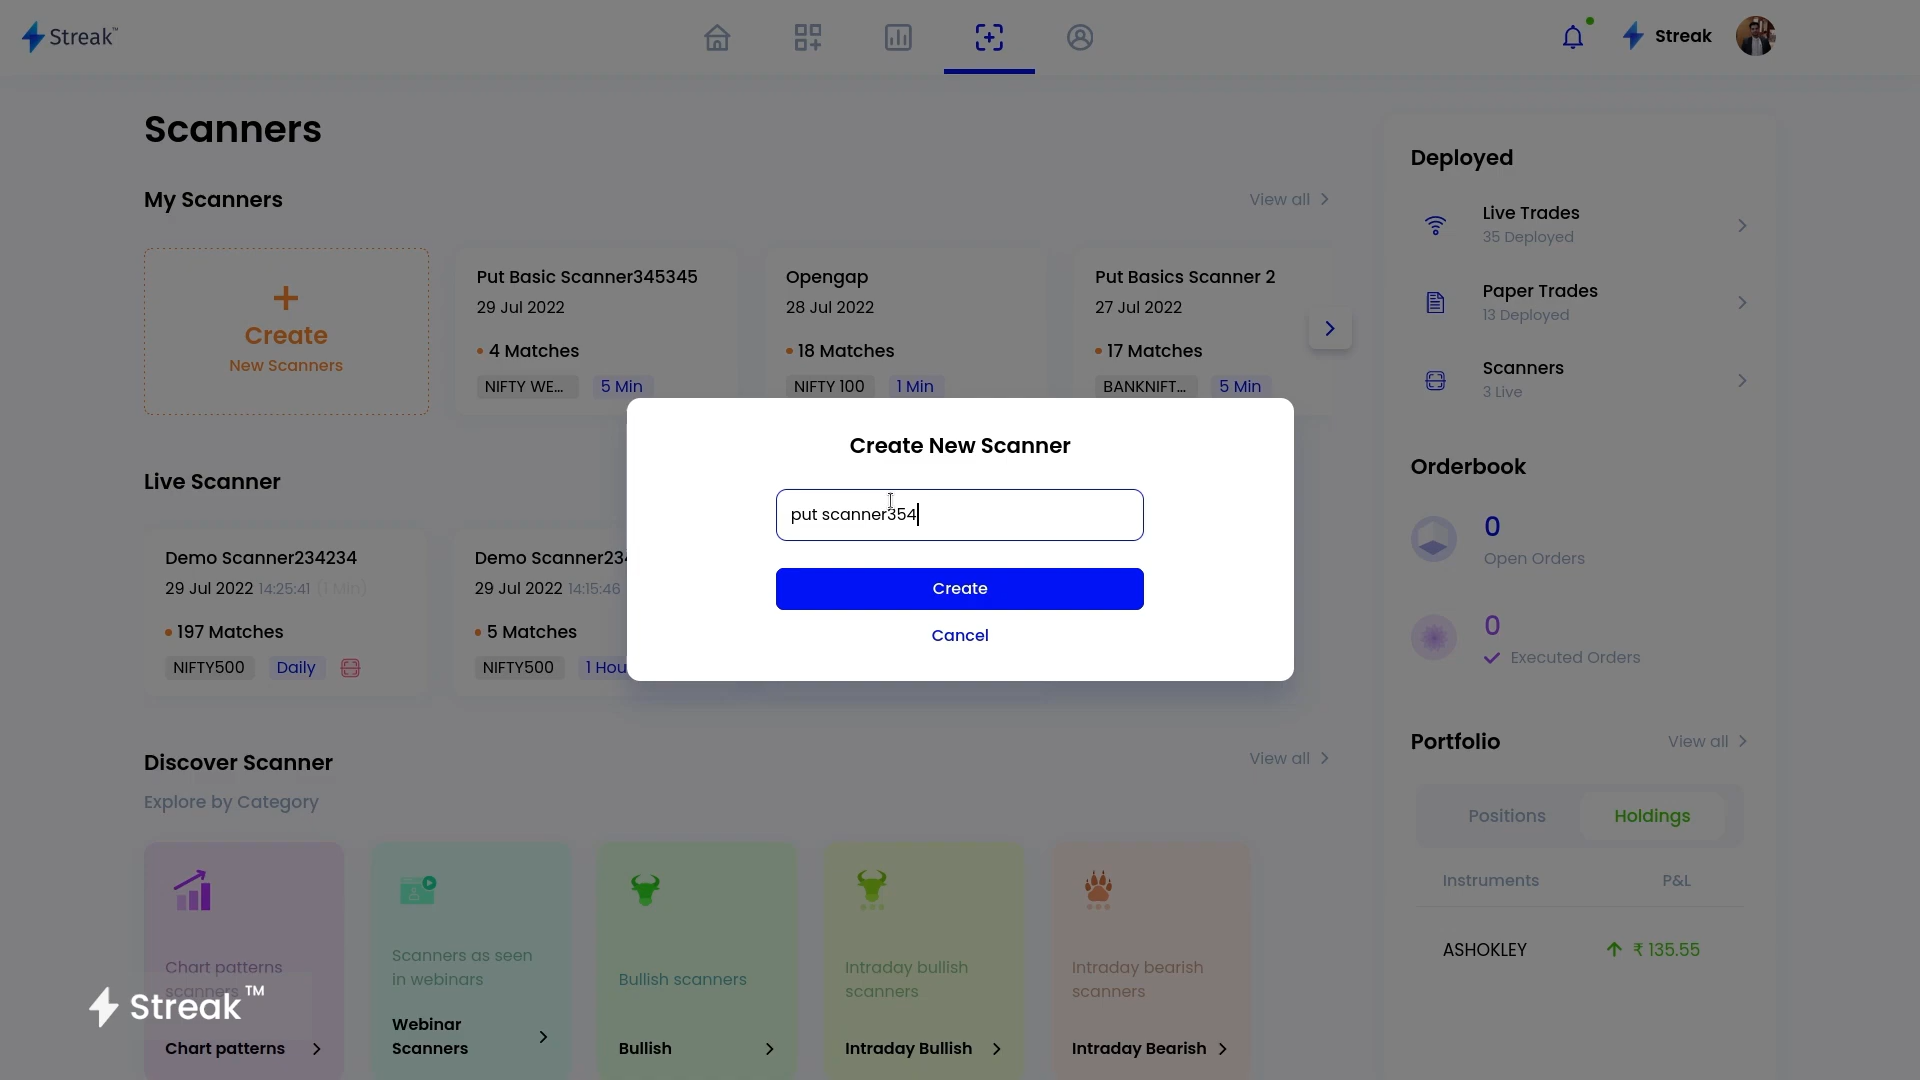 Streak™
Streak
Scanners
My Scanners
View all
Create
New Scanners
Put Basic Scanner345345
29 Jul 2022
4 Matches
NIFTY WE...
5 Min
Opengap
28 Jul 2022
18 Matches
NIFTY 100
1 Min
Put Basics Scanner 2
27 Jul 2022
17 Matches
BANKNIFT...
5 Min
Create New Scanner
put scanner354
Create
Cancel
Live Scanner
Demo Scanner234234
29 Jul 2022 14:25:41 (1 Min)
197 Matches
NIFTY500
Daily
Demo Scanner234
29 Jul 2022 14:15:46
5 Matches
NIFTY500
1 Hou
Discover Scanner
View all
Explore by Category
Chart patterns
scanners
Chart patterns
Scanners as seen
in webinars
Webinar
Scanners
Bullish scanners
Bullish
Intraday bullish
scanners
Intraday Bullish
Intraday bearish
scanners
Intraday Bearish
Streak™
Deployed
Live Trades
35 Deployed
Paper Trades
13 Deployed
Scanners
3 Live
Orderbook
0
Open Orders
0
Executed Orders
Portfolio
View all
Positions
Holdings
Instruments
P&L
ASHOKLEY
₹ 135.55